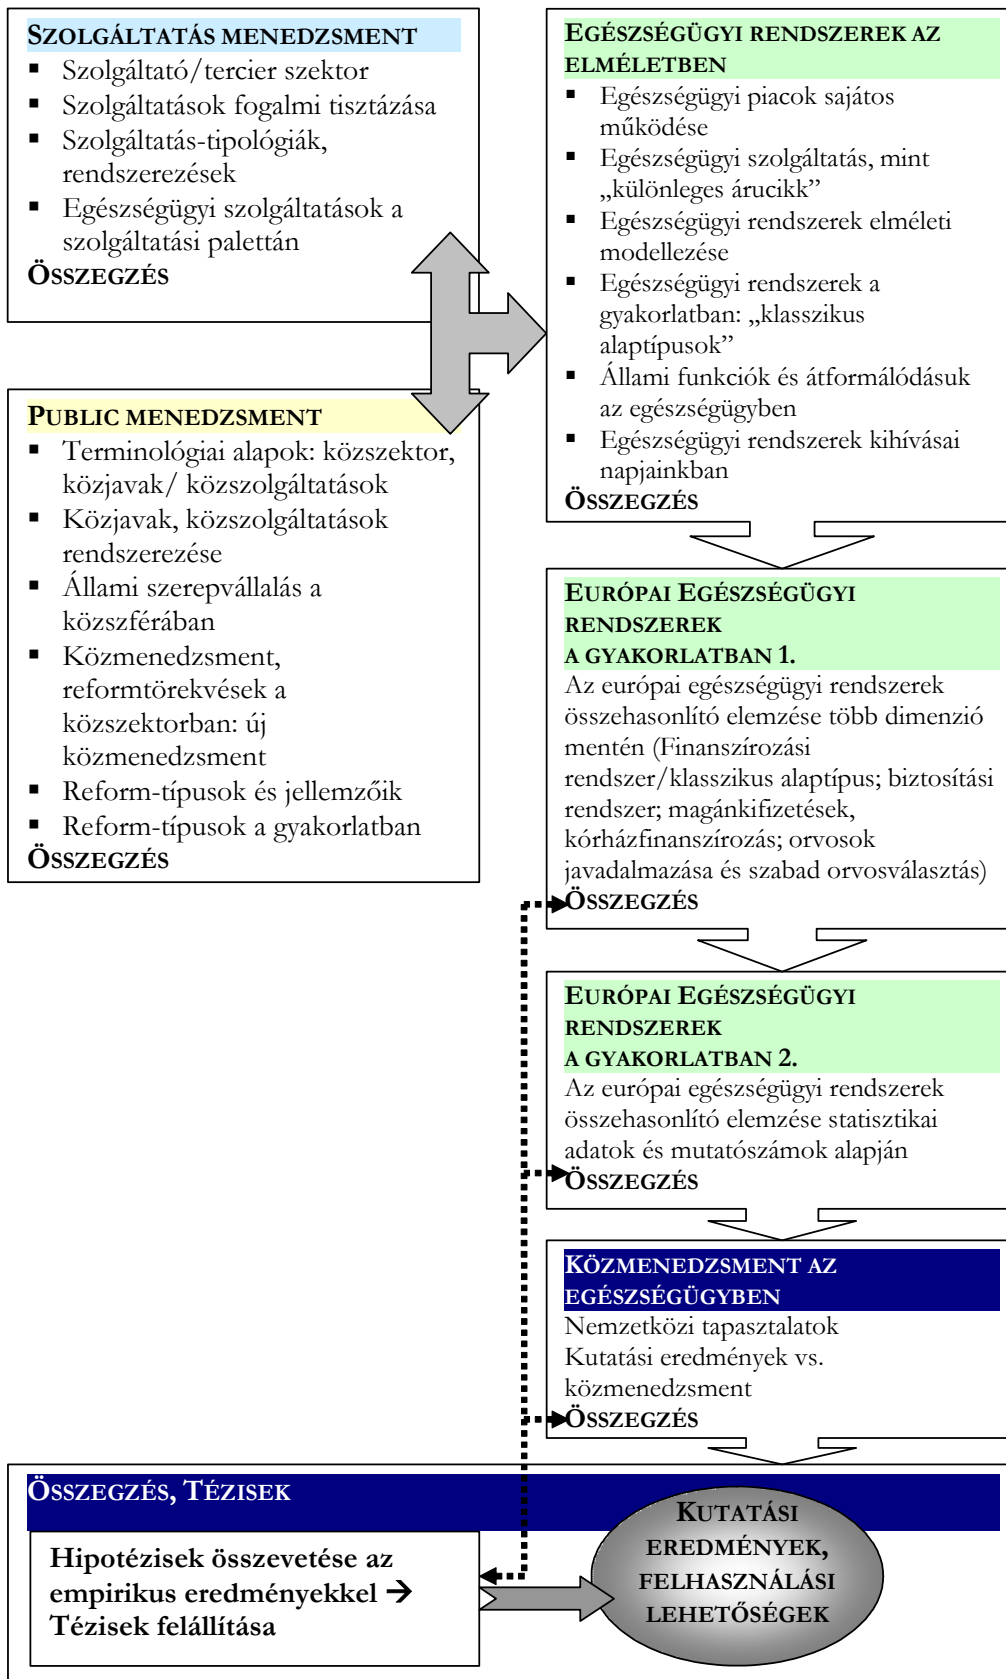 SZOLGÁLTATÁS MENEDZSMENT
▪ Szolgáltató/tercier szektor
▪ Szolgáltatások fogalmi tisztázása
▪ Szolgáltatás-tipológiák,
rendszerezések
▪ Egészségügyi szolgáltatások a
szolgáltatási palettán
ÖSSZEGZÉS
PUBLIC MENEDZSMENT
▪ Terminológiai alapok: közszektor,
közjavak/ közszolgáltatások
▪ Közjavak, közszolgáltatások
rendszerezése
▪ Állami szerepvállalás a
közszférában
▪ Közmenedzsment,
reformtörekvések a
közszektorban: új
közmenedzsment
▪ Reform-típusok és jellemzőik
▪ Reform-típusok a gyakorlatban
ÖSSZEGZÉS
EGÉSZSÉGÜGYI RENDSZEREK AZ
ELMÉLETBEN
▪ Egészségügyi piacok sajátos
működése
▪ Egészségügyi szolgáltatás, mint
„különleges árucikk”
▪ Egészségügyi rendszerek elméleti
modellezése
▪ Egészségügyi rendszerek a
gyakorlatban: „klasszikus
alaptípusok”
▪ Állami funkciók és átformálódásuk
az egészségügyben
▪ Egészségügyi rendszerek kihívásai
napjainkban
ÖSSZEGZÉS
EURÓPAI EGÉSZSÉGÜGYI
RENDSZEREK
A GYAKORLATBAN 1.
Az európai egészségügyi rendszerek
összehasonlító elemzése több dimenzió
mentén (Finanszírozási
rendszer/klasszikus alaptípus; biztosítási
rendszer; magánkifizetések,
kórházfinanszírozás; orvosok
javadalmazása és szabad orvosválasztás)
ÖSSZEGZÉS
EURÓPAI EGÉSZSÉGÜGYI
RENDSZEREK
A GYAKORLATBAN 2.
Az európai egészségügyi rendszerek
összehasonlító elemzése statisztikai
adatok és mutatószámok alapján
ÖSSZEGZÉS
KÖZMENEDZSMENT AZ
EGÉSZSÉGÜGYBEN
Nemzetközi tapasztalatok
Kutatási eredmények vs.
közmenedzsment
ÖSSZEGZÉS
ÖSSZEGZÉS, TÉZISEK
Hipotézisek összevetése az
empirikus eredményekkel →
Tézisek felállítása
KUTATÁSI
EREDMÉNYEK,
FELHASZNÁLÁSI
LEHETŐSÉGEK